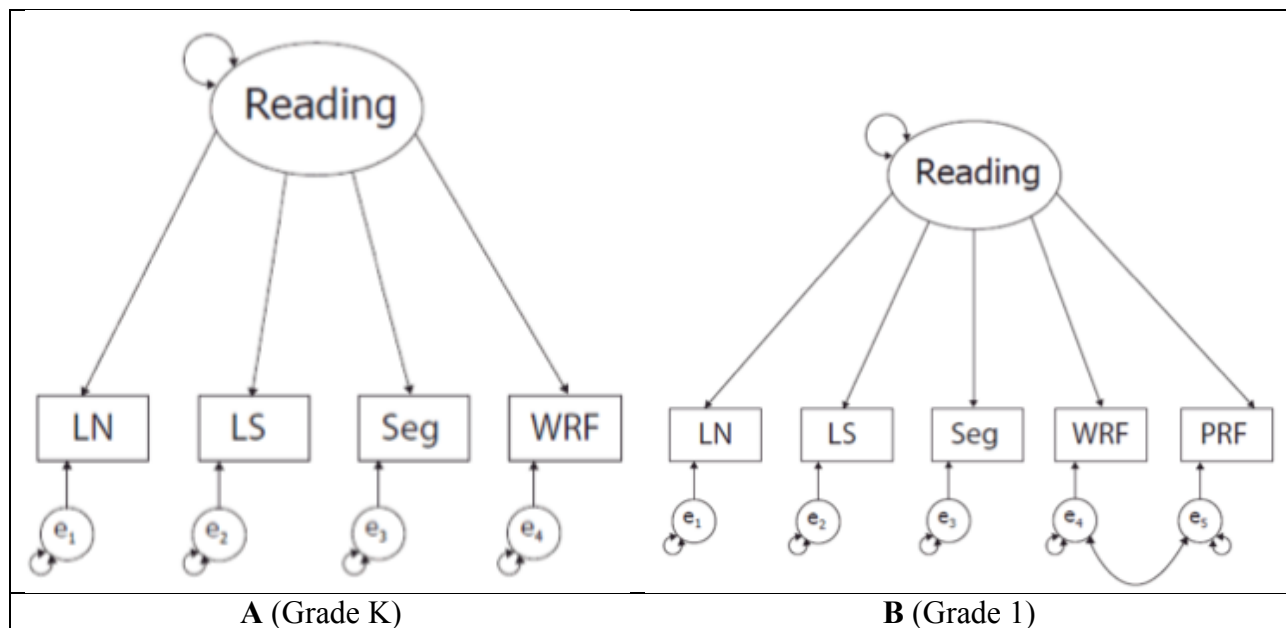 Reading
LN LS Seg WRF
e1 e2 e3 e4
A (Grade K)
Reading
LN LS Seg WRF PRF
e1 e2 e3 e4 e5
B (Grade 1)